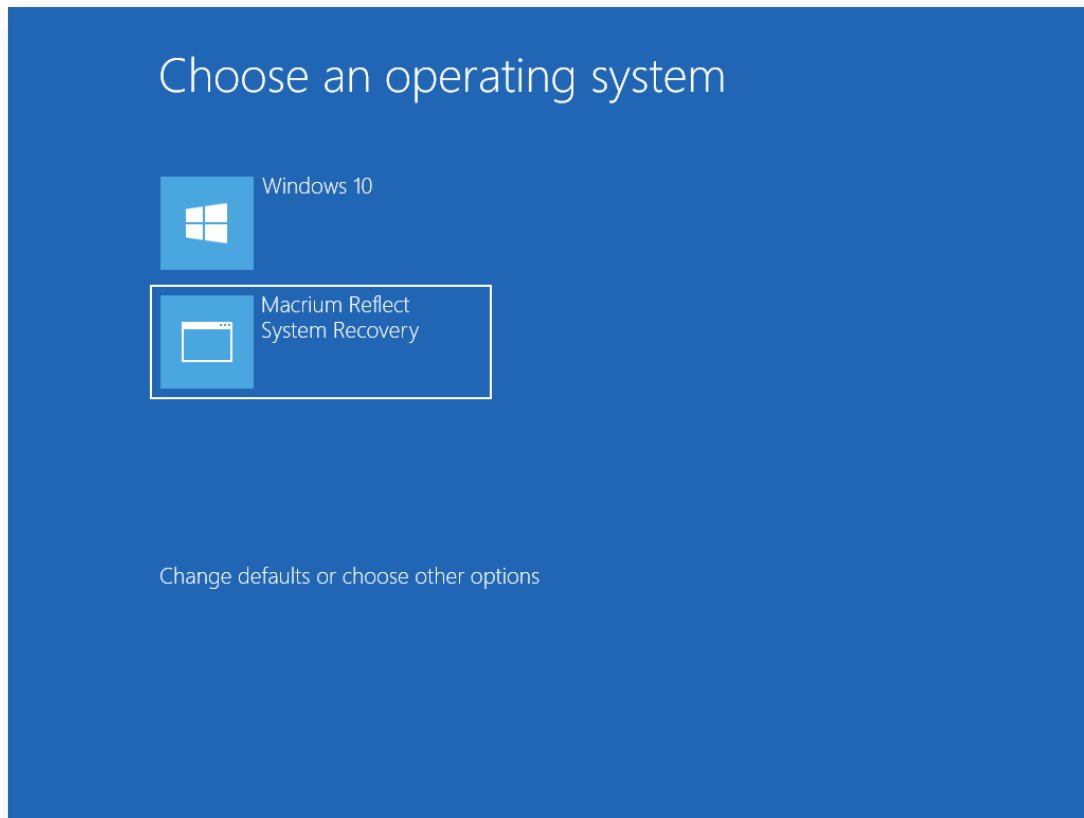 Choose an operating system
Windows 10
Macrium Reflect
System Recovery
Change defaults or choose other options